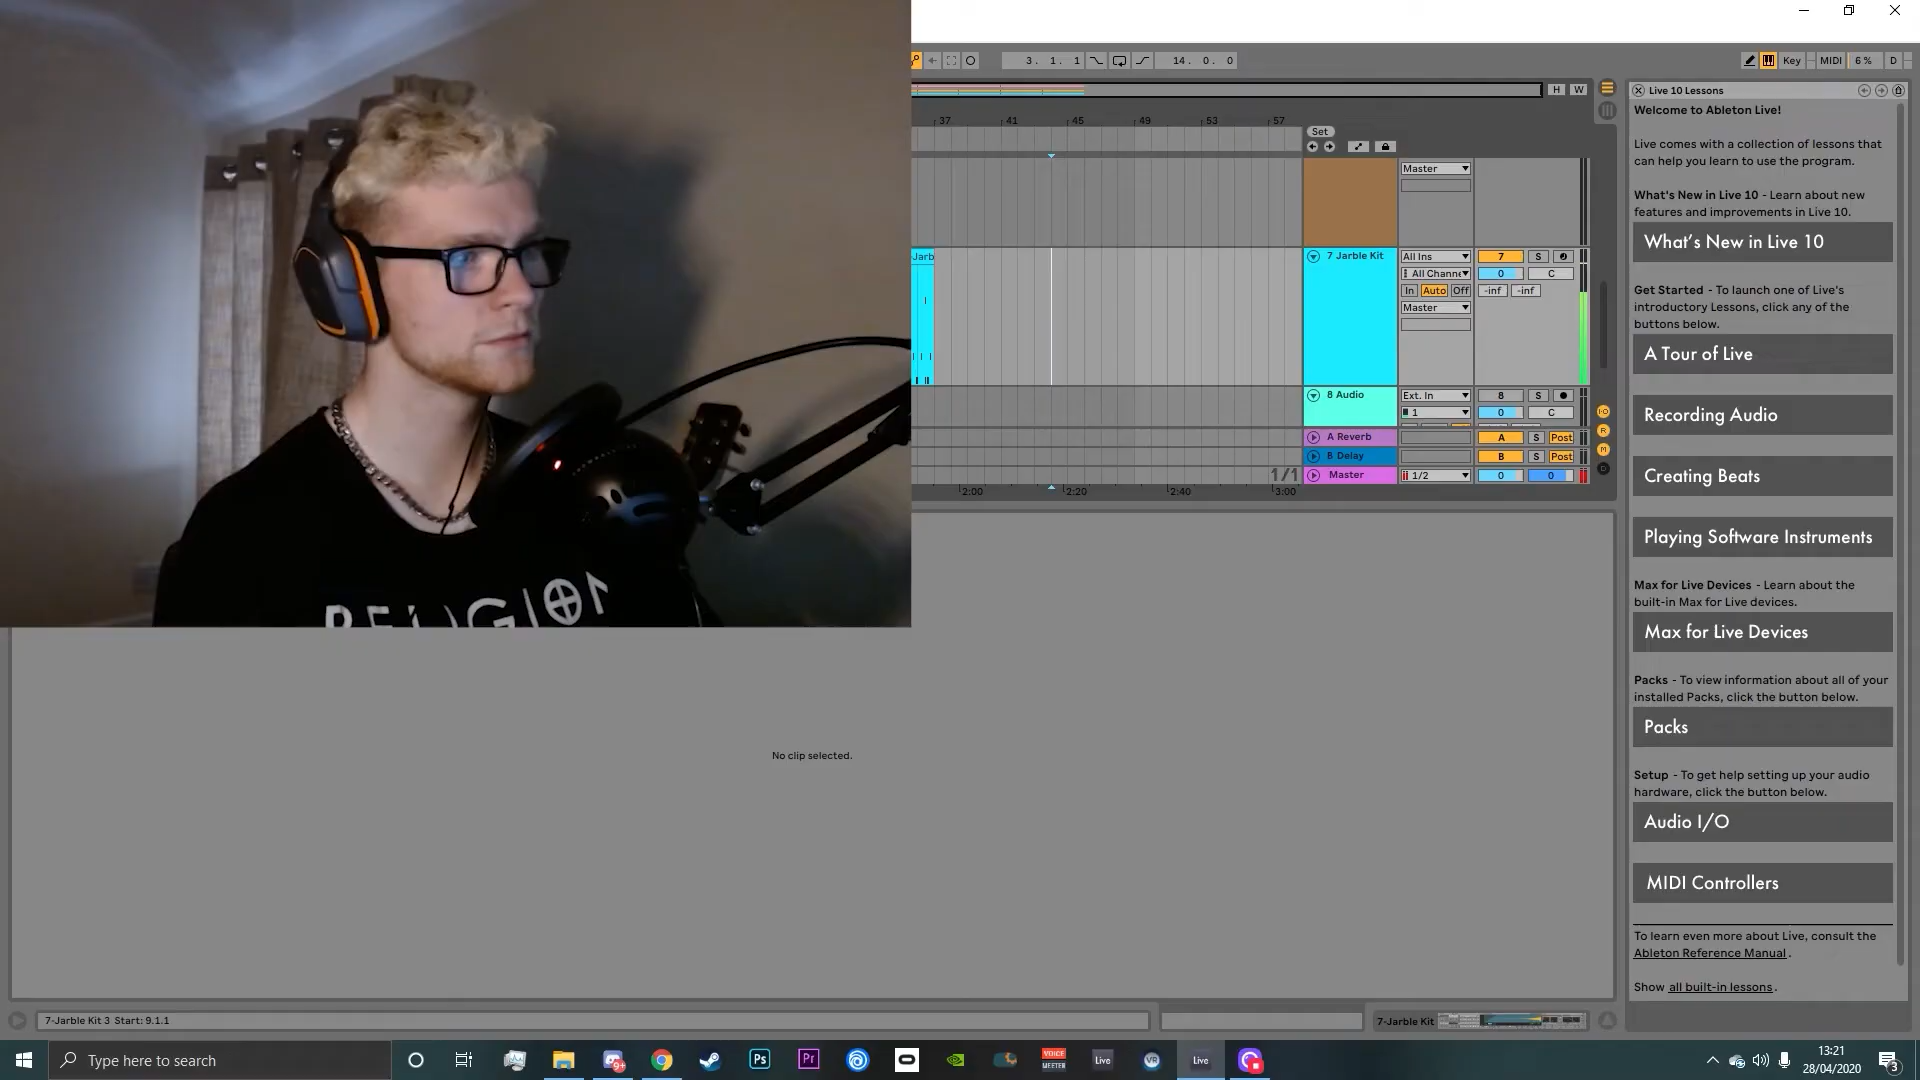 3. 1. 1
14. 0. 0
Key
MIDI
6 %
D
H
W
37
41
45
49
53
57
Set
Master
Jarb
7 Jarble Kit
All Ins
7
S
All Channe
0
C
In
Auto
Off
-inf
-inf
Master
8 Audio
Ext. In
8
S
1
0
C
A Reverb
A
S
Post
B Delay
B
S
Post
1/1
Master
1/2
0
0
2:00
2:20
2:40
3:00
Live 10 Lessons
Welcome to Ableton Live!
Live comes with a collection of lessons that
can help you learn to use the program.
What's New in Live 10 - Learn about new
features and improvements in Live 10.
What's New in Live 10
Get Started - To launch one of Live's
introductory Lessons, click any of the
buttons below.
A Tour of Live
Recording Audio
Creating Beats
Playing Software Instruments
Max for Live Devices - Learn about the
built-in Max for Live devices.
Max for Live Devices
Packs - To view information about all of your
installed Packs, click the button below.
Packs
Setup - To get help setting up your audio
hardware, click the button below.
Audio I/O
MIDI Controllers
To learn even more about Live, consult the
Ableton Reference Manual .
Show all built-in lessons .
RELIGION
No clip selected.
7-Jarble Kit 3 Start: 9.1.1
7-Jarble Kit
Type here to search
9+
Ps
Pr
VOICE
MEETER
Live
VR
Live
13:21
28/04/2020
3